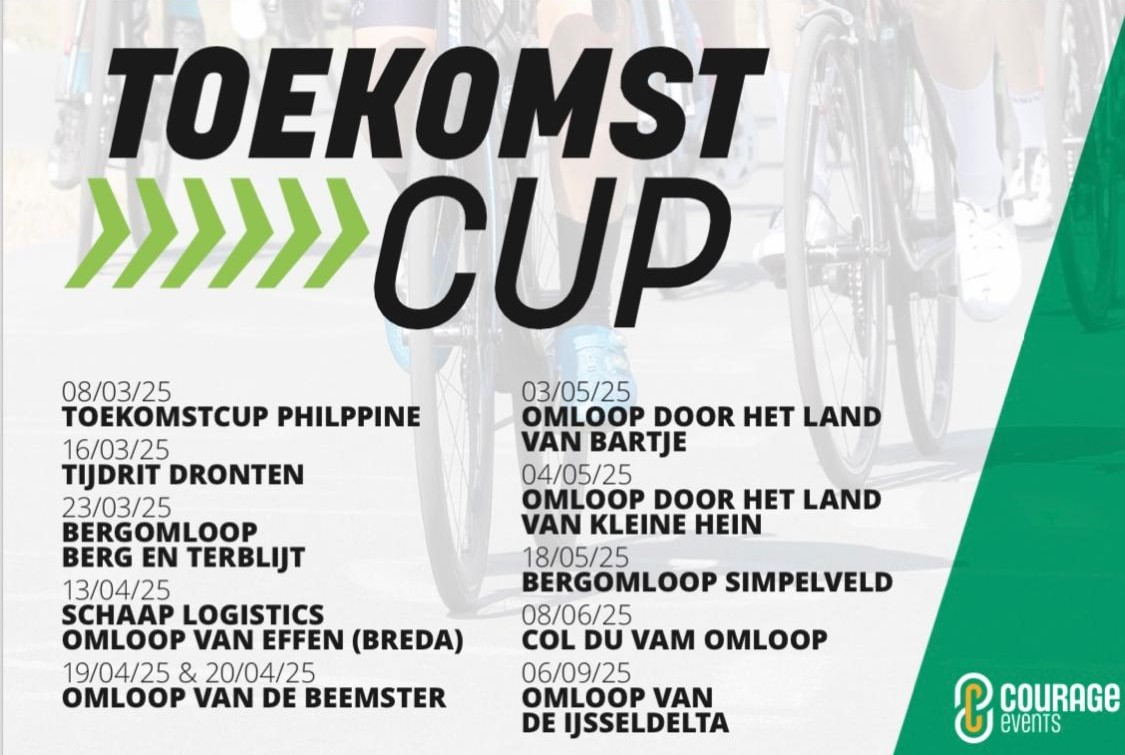 TOEKOMST
CUP
08/03/25
TOEKOMSTCUP PHILPPINE
16/03/25
TIJDRIT DRONTEN
23/03/25
BERGOMLOOP
BERG EN TERBLIJT
13/04/25
SCHAAP LOGISTICS
OMLOOP VAN EFFEN (BREDA)
19/04/25 & 20/04/25
OMLOOP VAN DE BEEMSTER
03/05/25
OMLOOP DOOR HET LAND
VAN BARTJE
04/05/25
OMLOOP DOOR HET LAND
VAN KLEINE HEIN
18/05/25
BERGOMLOOP SIMPELVELD
08/06/25
COL DU VAM OMLOOP
06/09/25
OMLOOP VAN
DE IJSSELDELTA
COURAGE
events